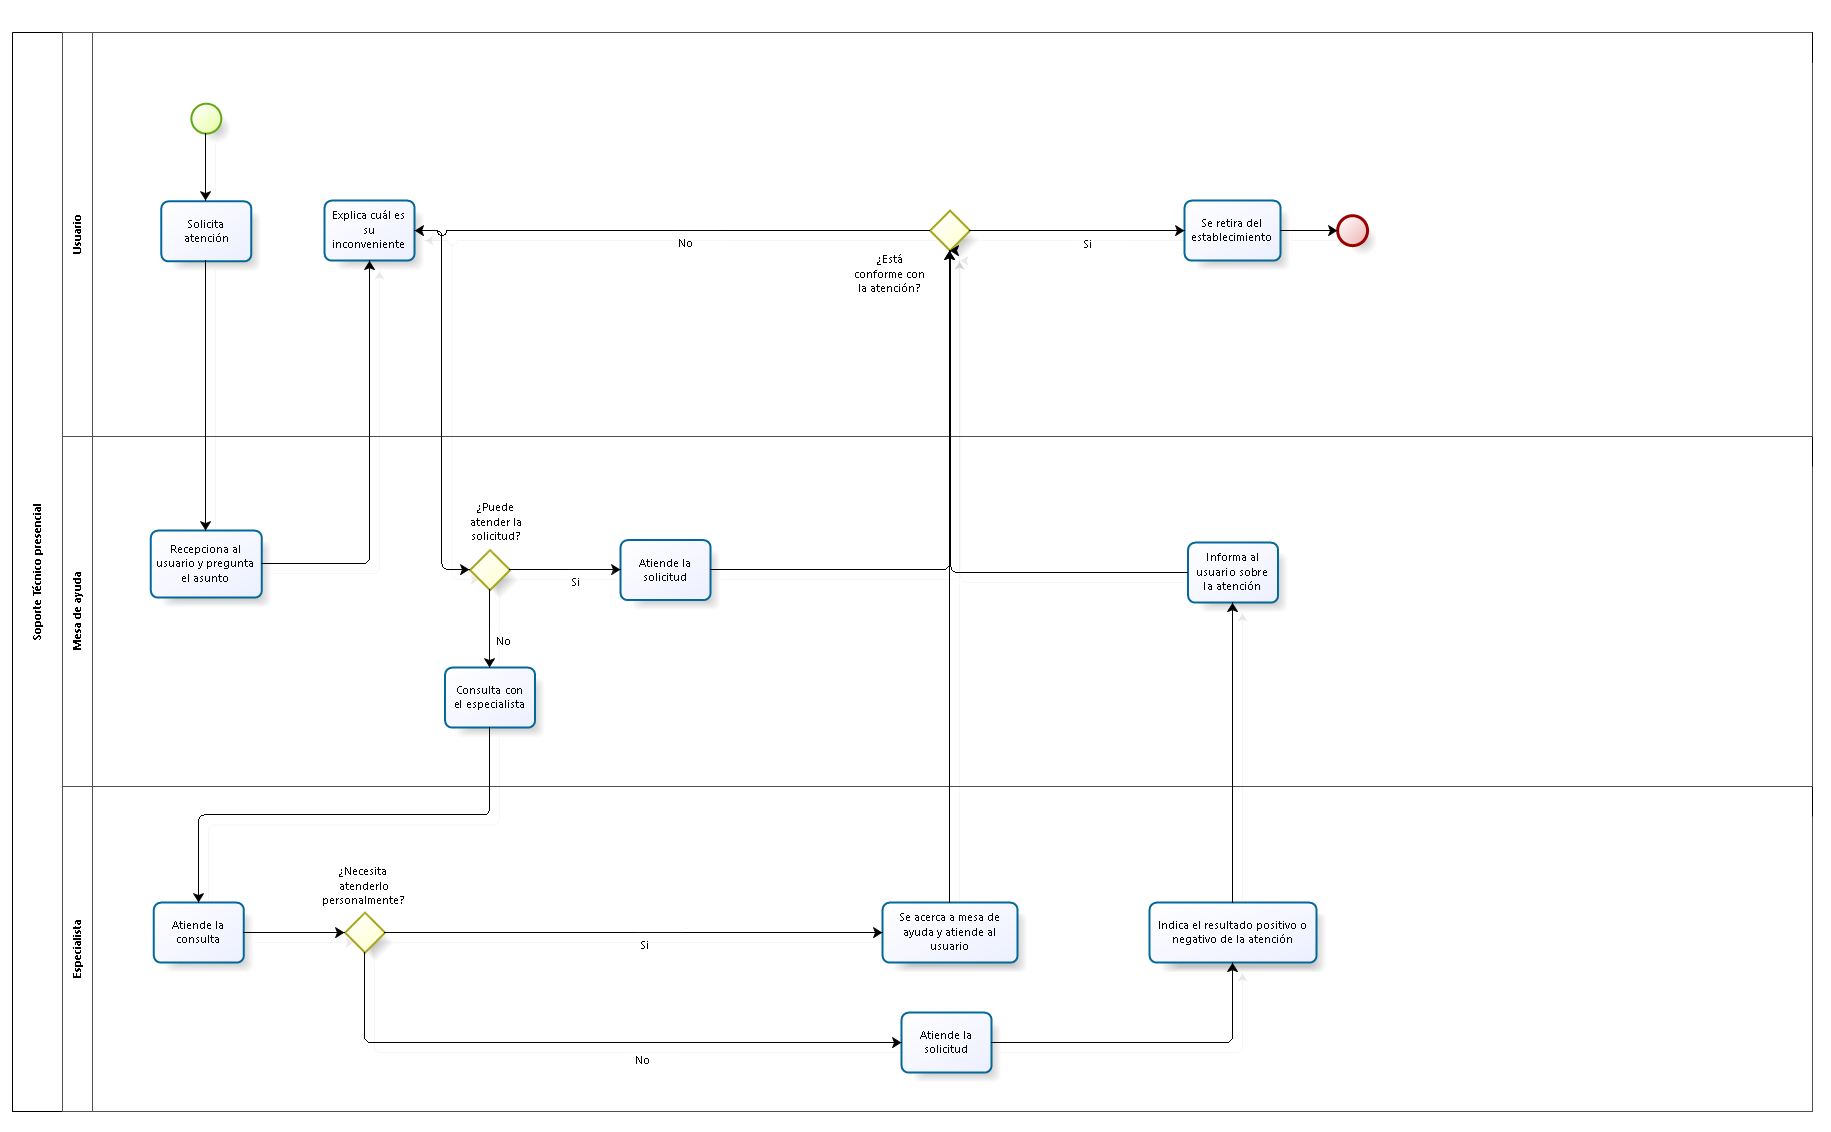 Soporte Técnico presencial
Usuario
Solicita
atención
Explica cuál es
su
inconveniente
No
¿Está
conforme con
la atención?
Si
Se retira del
establecimiento
Mesa de ayuda
Recepciona al
usuario y pregunta
el asunto
¿Puede
atender la
solicitud?
Si
Atiende la
solicitud
No
Consulta con
el especialista
Informa al
usuario sobre
la atención
Especialista
Atiende la
consulta
¿Necesita
atenderlo
personalmente?
Si
Se acerca a mesa de
ayuda y atiende al
usuario
Indica el resultado positivo o
negativo de la atención
No
Atiende la
solicitud